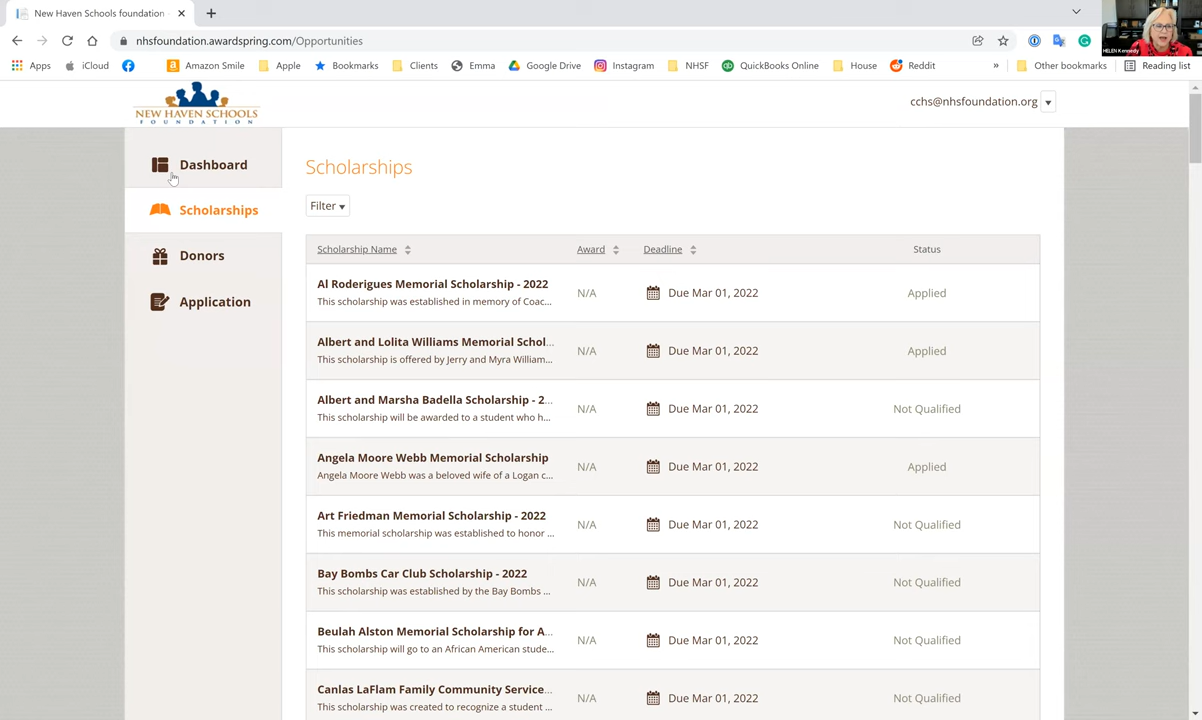 New Haven Schools foundation -
nhsfoundation.awardspring.com/Opportunities
HELEN Kennedy
Apps iCloud Amazon Smile Apple Bookmarks Clients Emma Google Drive Instagram NHSF QuickBooks Online House Reddit » Other bookmarks Reading list
NEW HAVEN SCHOOLS
FOUNDATION
cchs@nhsfoundation.org
Dashboard
Scholarships
Donors
Application
Scholarships
Filter
Scholarship Name Award Deadline Status
Al Roderigues Memorial Scholarship - 2022
This scholarship was established in memory of Coac...
N/A Due Mar 01, 2022 Applied
Albert and Lolita Williams Memorial Schol...
This scholarship is offered by Jerry and Myra William...
N/A Due Mar 01, 2022 Applied
Albert and Marsha Badella Scholarship - 2...
This scholarship will be awarded to a student who h...
N/A Due Mar 01, 2022 Not Qualified
Angela Moore Webb Memorial Scholarship
Angela Moore Webb was a beloved wife of a Logan c...
N/A Due Mar 01, 2022 Applied
Art Friedman Memorial Scholarship - 2022
This memorial scholarship was established to honor ...
N/A Due Mar 01, 2022 Not Qualified
Bay Bombs Car Club Scholarship - 2022
This scholarship was established by the Bay Bombs ...
N/A Due Mar 01, 2022 Not Qualified
Beulah Alston Memorial Scholarship for A...
This scholarship will go to an African American stude...
N/A Due Mar 01, 2022 Not Qualified
Canlas LaFlam Family Community Service...
This scholarship was created to recognize a student ...
N/A Due Mar 01, 2022 Not Qualified